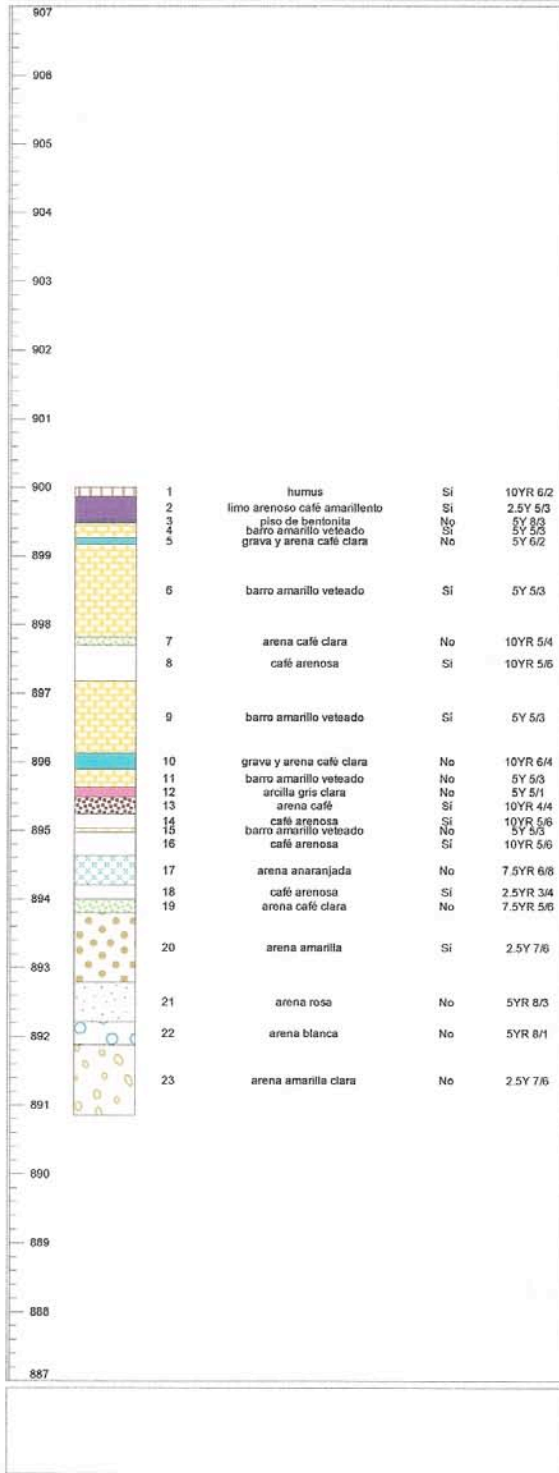 907
906
905
904
903
902
901
900
1 humus Sí 10YR 6/2
2 limo arenoso café amarillento Si 2.5Y 5/3
3 piso de bentonita No 5Y 8/3
4 barro amarillo veteado Sí 5Y 5/3
5 grava y arena café clara No 5Y 6/2
899
6 barro amarillo veteado Sí 5Y 5/3
898
7 arena café clara No 10YR 5/4
8 café arenosa Sí 10YR 5/6
897
9 barro amarillo veteado Sí 5Y 5/3
896
10 grava y arena café clara No 10YR 6/4
11 barro amarillo veteado No 5Y 5/3
12 arcilla gris clara No 5Y 5/1
13 arena café Sí 10YR 4/4
14 café arenosa Sí 10YR 5/6
895
15 barro amarillo veteado No 5Y 5/3
16 café arenosa Sí 10YR 5/6
17 arena anaranjada No 7.5YR 6/8
18 café arenosa Sí 2.5YR 3/4
894
19 arena café clara No 7.5YR 5/6
20 arena amarilla Sí 2.5Y 7/6
893
21 arena rosa No 5YR 8/3
892
22 arena blanca No 5YR 8/1
23 arena amarilla clara No 2.5Y 7/6
891
890
889
888
887